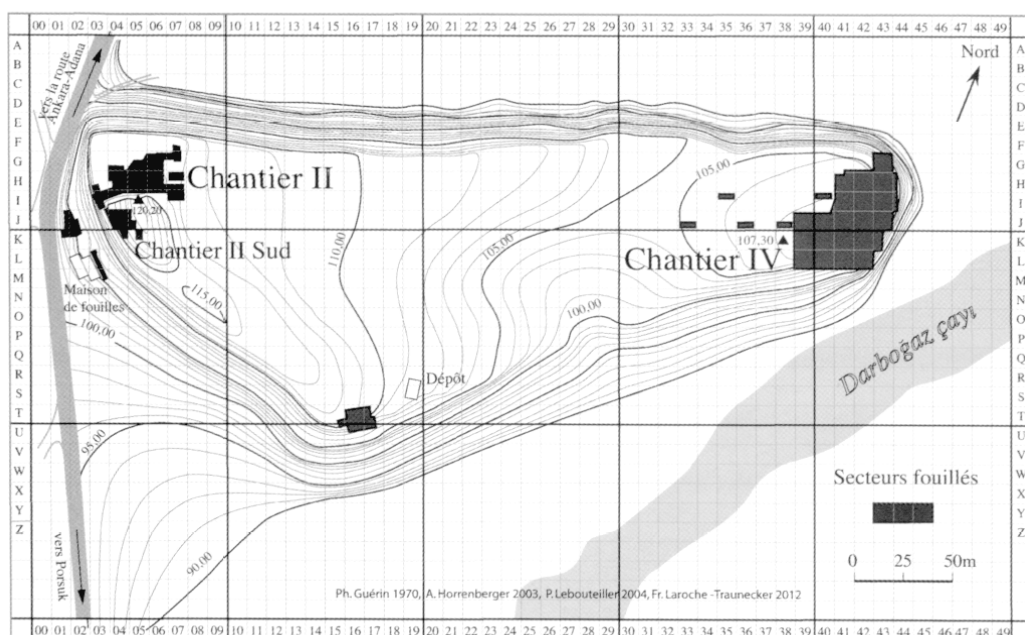 00 01 02 03 04 05 06 07 08 09 10 11 12 13 14 15 16 17 18 19 20 21 22 23 24 25 26 27 28 29 30 31 32 33 34 35 36 37 38 39 40 41 42 43 44 45 46 47 48 49
A A
B B
C C
D D
E E
F F
G G
H H
I I
J J
K K
L L
M M
N N
O O
P P
Q Q
R R
S S
T T
U U
V V
W W
X X
Y Y
Z Z
vers la route
Ankara-Adana
Nord
Chantier II
120,20
Chantier II Sud
Maison
de fouilles
115,00
110,00
105,00
105,00
107,30
Chantier IV
100,00
100,00
Dépôt
Darboğaz çayı
95,00
90,00
vers Porsuk
Secteurs fouillés
0 25 50m
Ph. Guérin 1970, A. Horrenberger 2003, P. Lebouteiller 2004, Fr. Laroche -Traunecker 2012
00 01 02 03 04 05 06 07 08 09 10 11 12 13 14 15 16 17 18 19 20 21 22 23 24 25 26 27 28 29 30 31 32 33 34 35 36 37 38 39 40 41 42 43 44 45 46 47 48 49